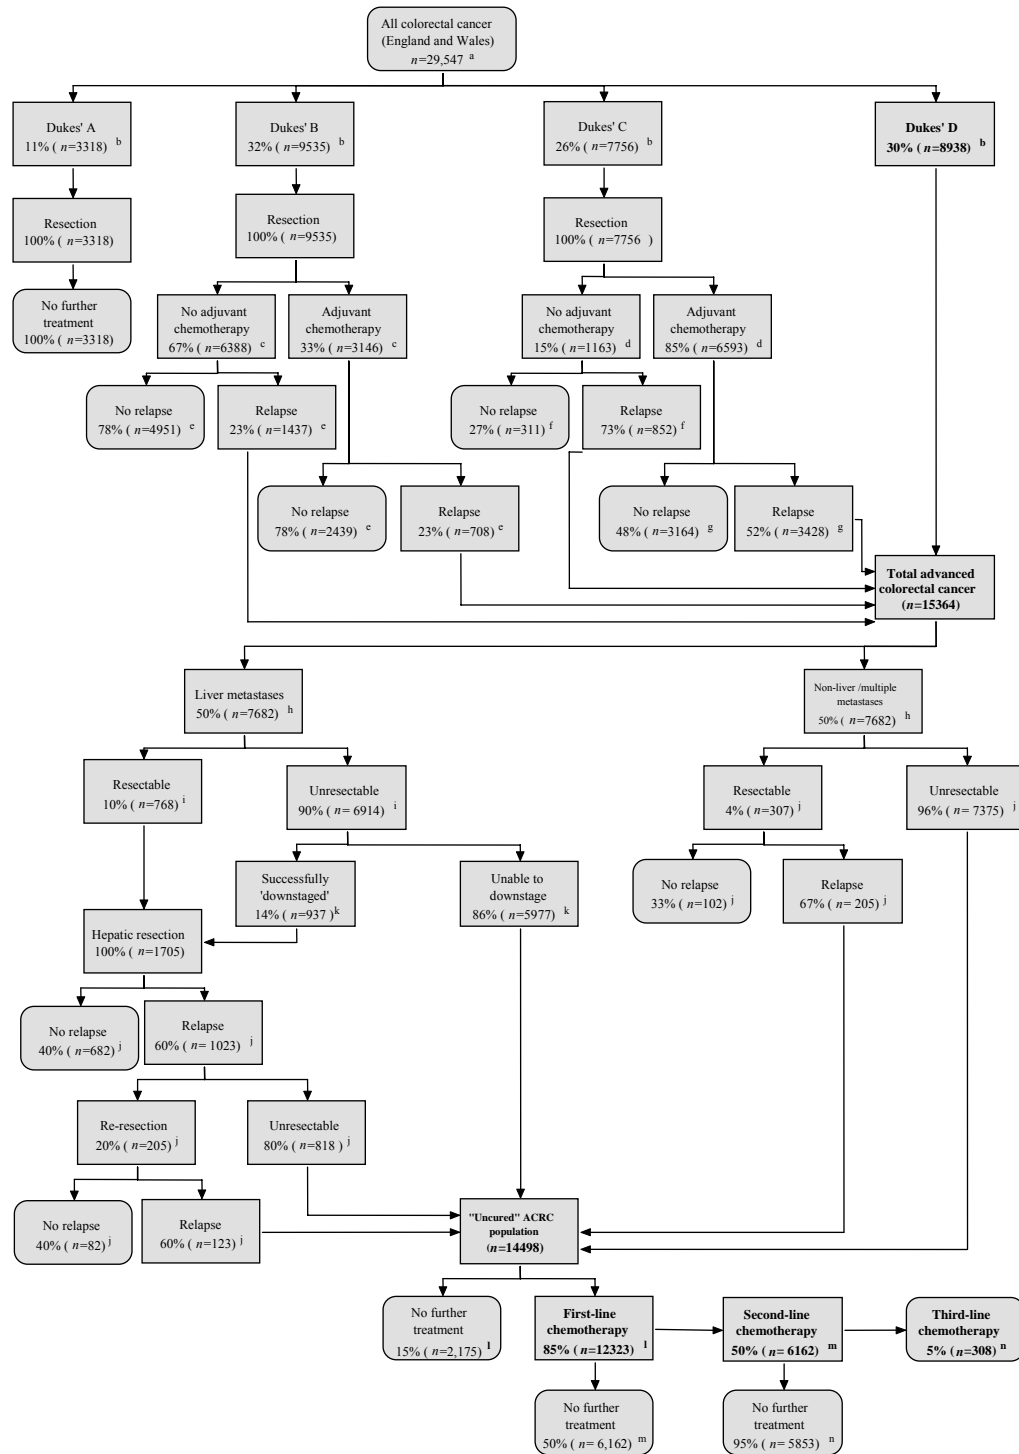 All colorectal cancer
(England and Wales)
n=29,547 a
Dukes' A
11% ( n=3318) b
Dukes' B
32% ( n=9535) b
Dukes' C
26% ( n=7756) b
Dukes' D
30% ( n=8938) b
Resection
100% ( n=3318)
Resection
100% ( n=9535)
Resection
100% ( n=7756 )
No further
treatment
100% ( n=3318)
No adjuvant
chemotherapy
67% ( n=6388) c
Adjuvant
chemotherapy
33% ( n=3146) c
No adjuvant
chemotherapy
15% ( n=1163) d
Adjuvant
chemotherapy
85% ( n=6593) d
No relapse
78% ( n=4951) e
Relapse
23% ( n=1437) e
No relapse
27% ( n=311) f
Relapse
73% ( n=852) f
No relapse
78% ( n=2439) e
Relapse
23% ( n=708) e
No relapse
48% ( n=3164) g
Relapse
52% ( n=3428) g
Total advanced
colorectal cancer
(n=15364)
Liver metastases
50% ( n=7682) h
Non-liver /multiple
metastases
50% ( n=7682) h
Resectable
10% ( n=768) i
Unresectable
90% ( n= 6914) i
Resectable
4% ( n=307) j
Unresectable
96% ( n= 7375) j
Successfully
'downstaged'
14% ( n=937 ) k
Unable to
downstage
86% ( n=5977) k
No relapse
33% ( n=102) j
Relapse
67% ( n= 205) j
Hepatic resection
100% ( n=1705)
No relapse
40% ( n=682) j
Relapse
60% ( n= 1023) j
Re-resection
20% ( n=205) j
Unresectable
80% ( n=818 ) j
No relapse
40% ( n=82) j
Relapse
60% ( n=123) j
"Uncured" ACRC
population
(n=14498)
No further
treatment
15% ( n=2,175) l
First-line
chemotherapy
85% ( n=12323) l
Second-line
chemotherapy
50% ( n= 6162) m
Third-line
chemotherapy
5% ( n=308) n
No further
treatment
50% ( n= 6,162) m
No further
treatment
95% ( n= 5853) n